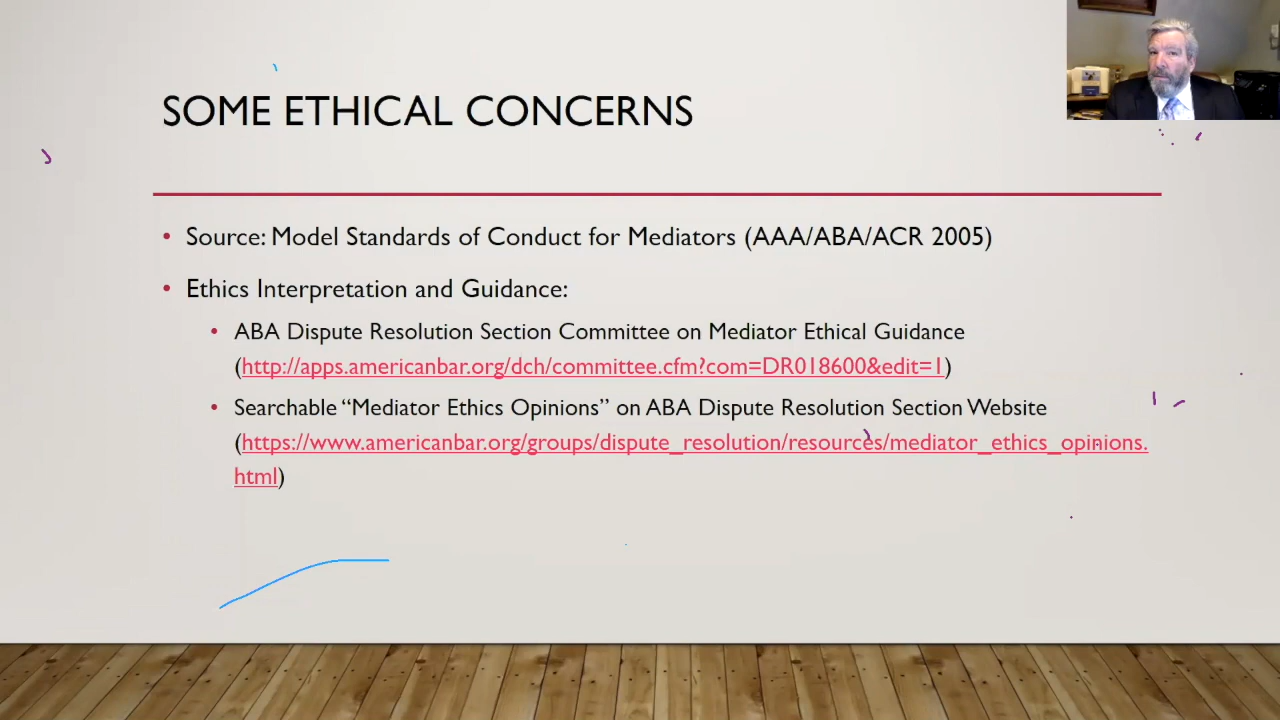 SOME ETHICAL CONCERNS
• Source: Model Standards of Conduct for Mediators (AAA/ABA/ACR 2005)
• Ethics Interpretation and Guidance:
• ABA Dispute Resolution Section Committee on Mediator Ethical Guidance
(http://apps.americanbar.org/dch/committee.cfm?com=DR018600&edit=1)
• Searchable “Mediator Ethics Opinions” on ABA Dispute Resolution Section Website
(https://www.americanbar.org/groups/dispute_resolution/resources/mediator_ethics_opinions.
html)